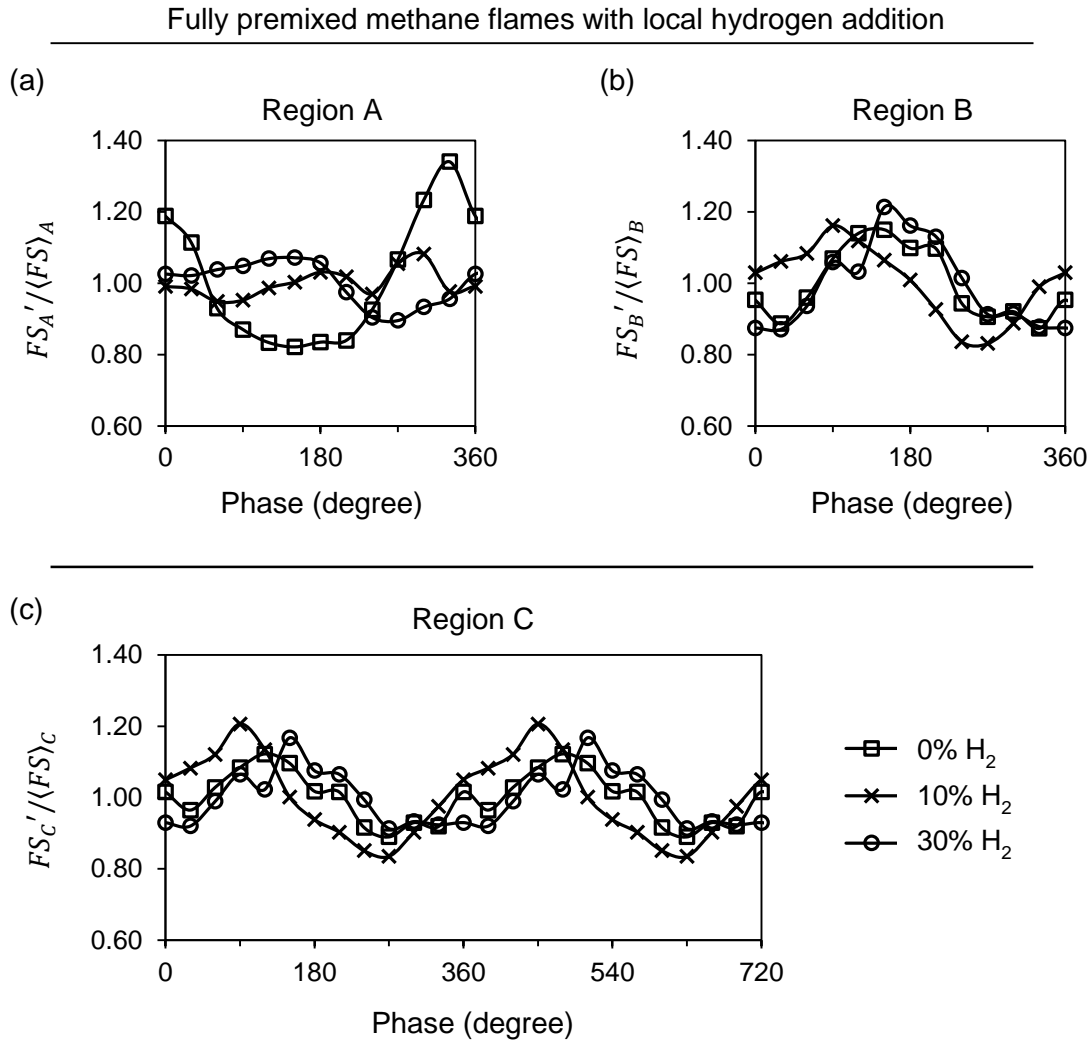 Fully premixed methane flames with local hydrogen addition
(a)
Region A
1.40
1.20
1.00
0.80
0.60
FS_A′/⟨FS⟩_A
0 180 360
Phase (degree)
(b)
Region B
1.40
1.20
1.00
0.80
0.60
FS_B′/⟨FS⟩_B
0 180 360
Phase (degree)
(c)
Region C
1.40
1.20
1.00
0.80
0.60
FS_C′/⟨FS⟩_C
0 180 360 540 720
Phase (degree)
0% H₂
10% H₂
30% H₂